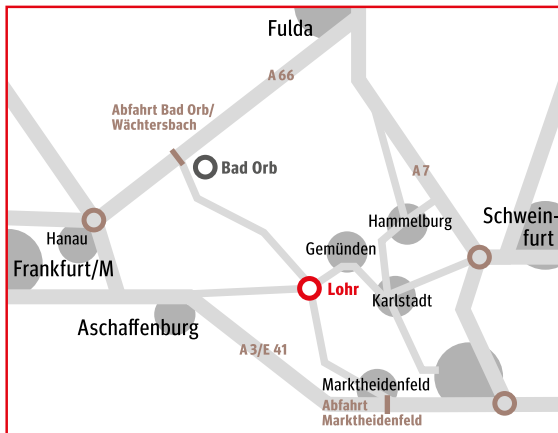 Fulda
A 66
Abfahrt Bad Orb/
Wächtersbach
Bad Orb
A 7
Schwein-
furt
Hammelburg
Hanau
Gemünden
Frankfurt/M
Lohr
Karlstadt
Aschaffenburg
A 3/E 41
Marktheidenfeld
Abfahrt
Marktheidenfeld